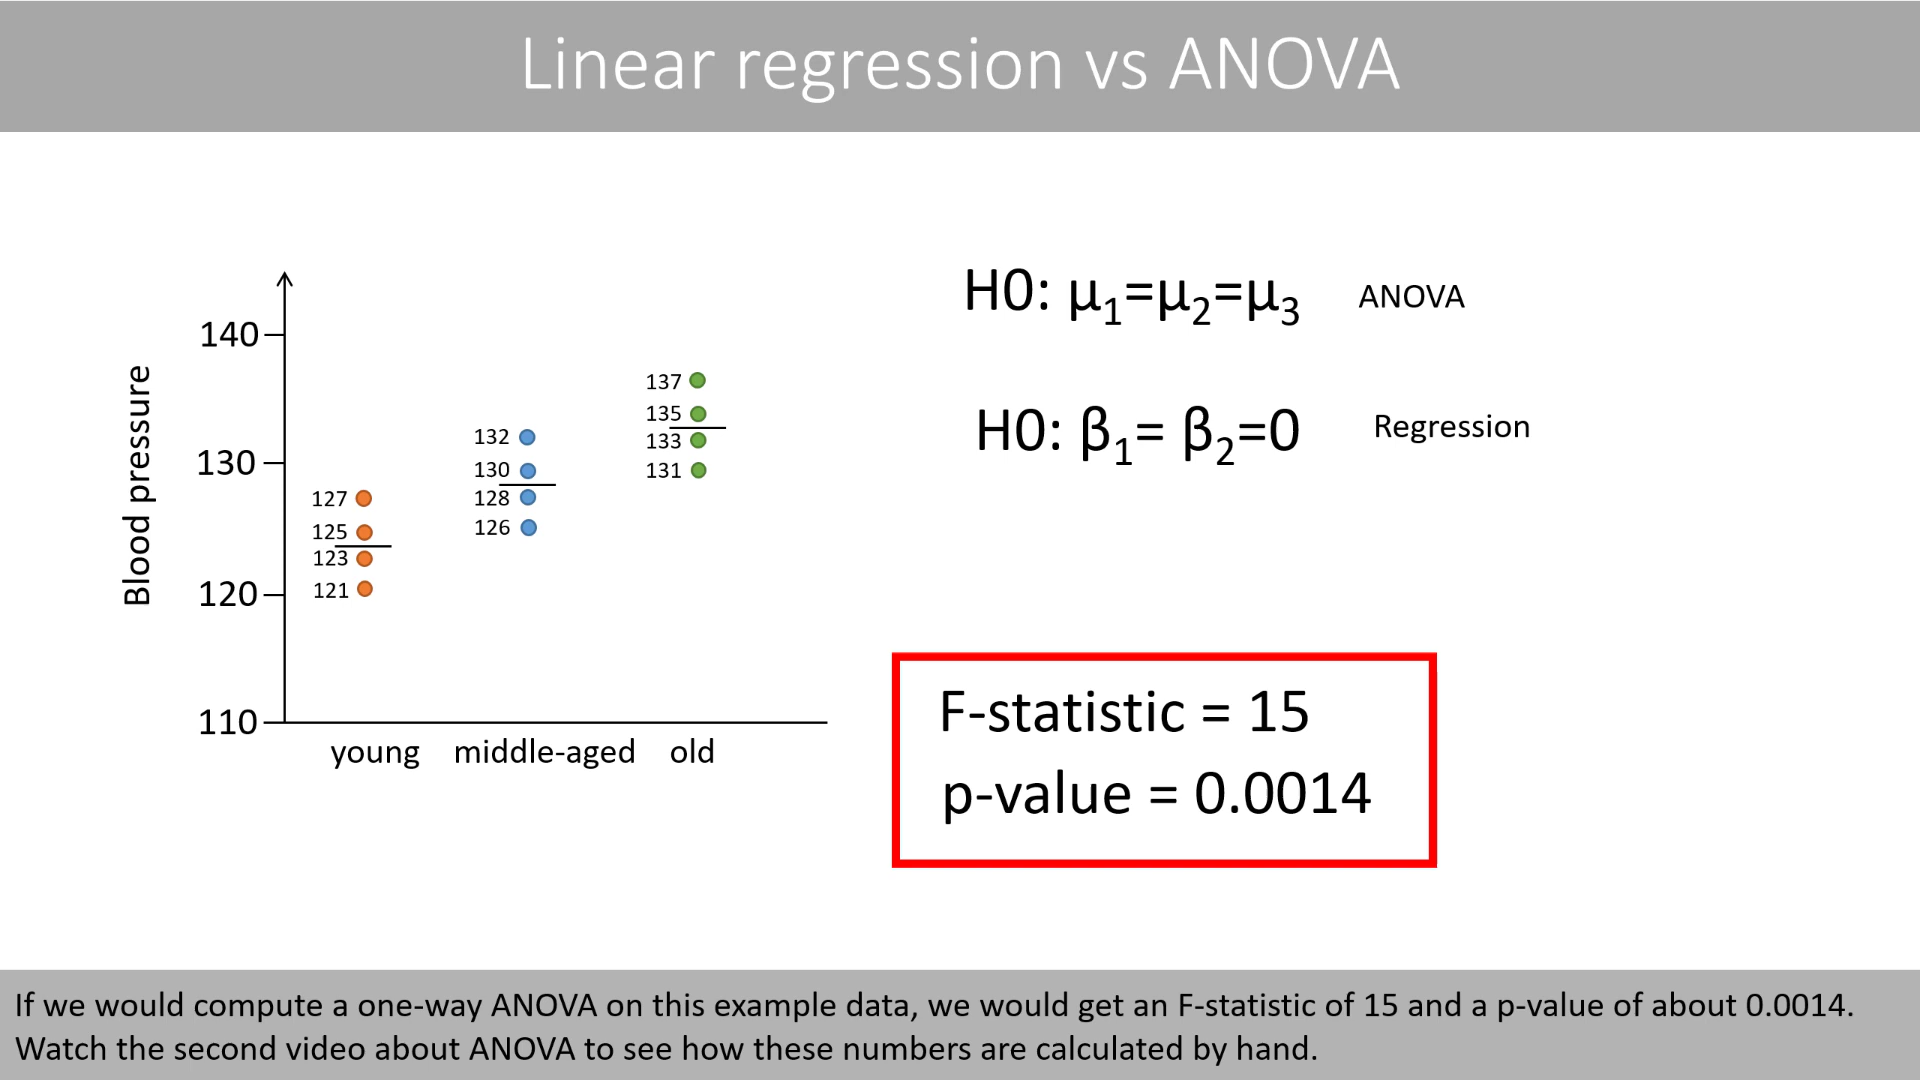 Linear regression vs ANOVA
H0: μ₁=μ₂=μ₃ ANOVA
H0: β₁= β₂=0 Regression
Blood pressure
140
130
120
110
127
125
123
121
132
130
128
126
137
135
133
131
young middle-aged old
F-statistic = 15
p-value = 0.0014
If we would compute a one-way ANOVA on this example data, we would get an F-statistic of 15 and a p-value of about 0.0014.
Watch the second video about ANOVA to see how these numbers are calculated by hand.